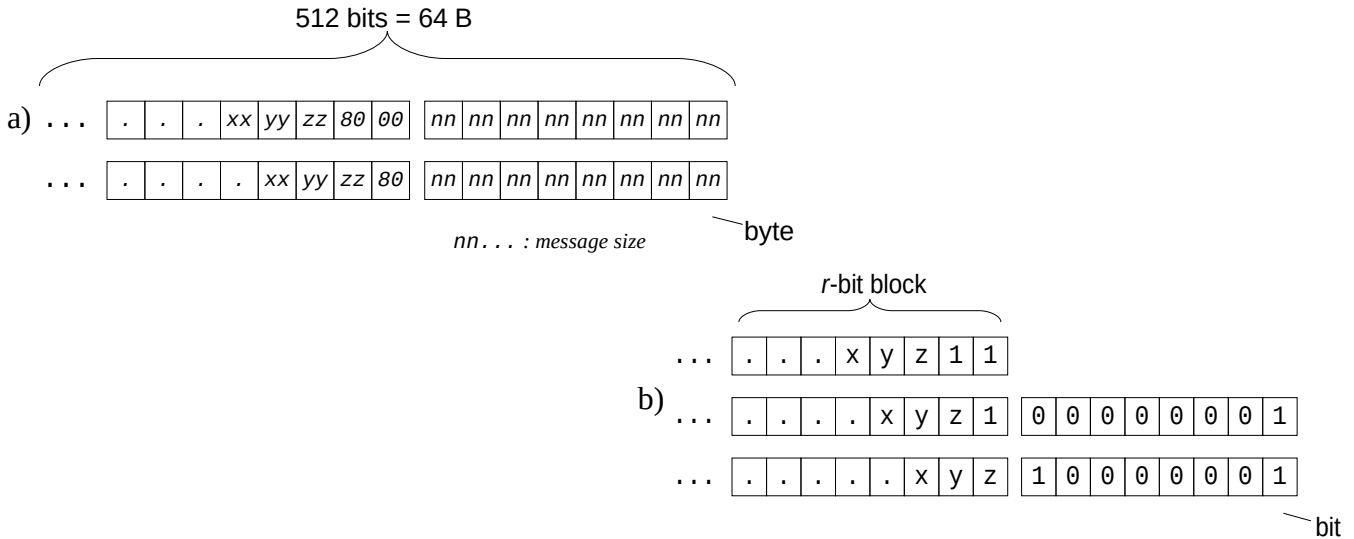 512 bits = 64 B
a) ... . . . xx yy zz 80 00 nn nn nn nn nn nn nn nn
... . . . . xx yy zz 80 nn nn nn nn nn nn nn nn
byte
nn... : message size
r-bit block
... . . . x y z 1 1
b)
... . . . . x y z 1 0 0 0 0 0 0 0 1
... . . . . . x y z 1 0 0 0 0 0 0 1
bit